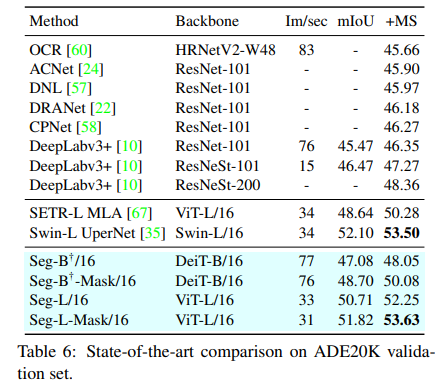 Method Backbone Im/sec mIoU +MS
OCR [60] HRNetV2-W48 83 - 45.66
ACNet [24] ResNet-101 - - 45.90
DNL [57] ResNet-101 - - 45.97
DRANet [22] ResNet-101 - - 46.18
CPNet [58] ResNet-101 - - 46.27
DeepLabv3+ [10] ResNet-101 76 45.47 46.35
DeepLabv3+ [10] ResNeSt-101 15 46.47 47.27
DeepLabv3+ [10] ResNeSt-200 - - 48.36
SETR-L MLA [67] ViT-L/16 34 48.64 50.28
Swin-L UperNet [35] Swin-L/16 34 52.10 53.50
Seg-B†/16 DeiT-B/16 77 47.08 48.05
Seg-B†-Mask/16 DeiT-B/16 76 48.70 50.08
Seg-L/16 ViT-L/16 33 50.71 52.25
Seg-L-Mask/16 ViT-L/16 31 51.82 53.63
Table 6: State-of-the-art comparison on ADE20K valida-
tion set.